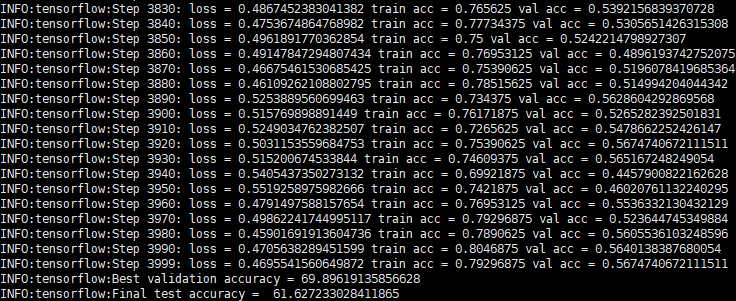 INFO:tensorflow:Step 3830: loss = 0.4867452383041382 train acc = 0.765625 val acc = 0.5392156839370728
INFO:tensorflow:Step 3840: loss = 0.4753674864768982 train acc = 0.77734375 val acc = 0.5305651426315308
INFO:tensorflow:Step 3850: loss = 0.4961891770362854 train acc = 0.75 val acc = 0.5242214798927307
INFO:tensorflow:Step 3860: loss = 0.49147847294807434 train acc = 0.76953125 val acc = 0.4896193742752075
INFO:tensorflow:Step 3870: loss = 0.46675461530685425 train acc = 0.75390625 val acc = 0.5196078419685364
INFO:tensorflow:Step 3880: loss = 0.46109262108802795 train acc = 0.78515625 val acc = 0.514994204044342
INFO:tensorflow:Step 3890: loss = 0.5253889560699463 train acc = 0.734375 val acc = 0.5628604292869568
INFO:tensorflow:Step 3900: loss = 0.515769898891449 train acc = 0.76171875 val acc = 0.5265282392501831
INFO:tensorflow:Step 3910: loss = 0.5249034762382507 train acc = 0.7265625 val acc = 0.5478662252426147
INFO:tensorflow:Step 3920: loss = 0.5031153559684753 train acc = 0.75390625 val acc = 0.5674740672111511
INFO:tensorflow:Step 3930: loss = 0.515200674533844 train acc = 0.74609375 val acc = 0.565167248249054
INFO:tensorflow:Step 3940: loss = 0.5405437350273132 train acc = 0.69921875 val acc = 0.4457900822162628
INFO:tensorflow:Step 3950: loss = 0.5519258975982666 train acc = 0.7421875 val acc = 0.46020761132240295
INFO:tensorflow:Step 3960: loss = 0.4791497588157654 train acc = 0.76953125 val acc = 0.5536332130432129
INFO:tensorflow:Step 3970: loss = 0.49862241744995117 train acc = 0.79296875 val acc = 0.523644745349884
INFO:tensorflow:Step 3980: loss = 0.45901691913604736 train acc = 0.7890625 val acc = 0.5605536103248596
INFO:tensorflow:Step 3990: loss = 0.4705638289451599 train acc = 0.8046875 val acc = 0.5640138387680054
INFO:tensorflow:Step 3999: loss = 0.4695541560649872 train acc = 0.79296875 val acc = 0.5674740672111511
INFO:tensorflow:Best validation accuracy = 69.89619135856628
INFO:tensorflow:Final test accuracy =  61.627233028411865